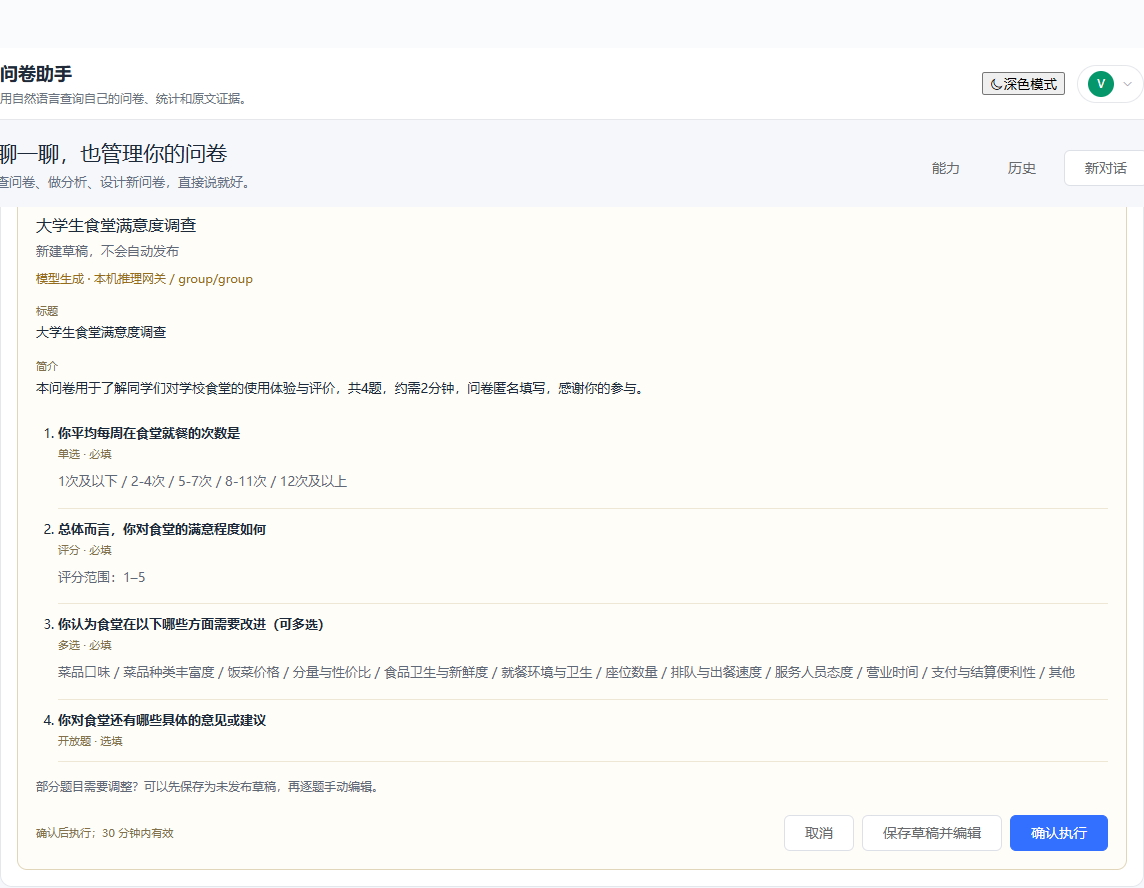 问卷助手
用自然语言查询自己的问卷、统计和原文证据。
深色模式
V
聊一聊，也管理你的问卷
查问卷、做分析、设计新问卷，直接说就好。
能力
历史
新对话
大学生食堂满意度调查
新建草稿，不会自动发布
模型生成 · 本机推理网关 / group/group
标题
大学生食堂满意度调查
简介
本问卷用于了解同学们对学校食堂的使用体验与评价，共4题，约需2分钟，问卷匿名填写，感谢你的参与。
1. 你平均每周在食堂就餐的次数是
单选 · 必填
1次及以下 / 2-4次 / 5-7次 / 8-11次 / 12次及以上
2. 总体而言，你对食堂的满意程度如何
评分 · 必填
评分范围：1–5
3. 你认为食堂在以下哪些方面需要改进（可多选）
多选 · 必填
菜品口味 / 菜品种类丰富度 / 饭菜价格 / 分量与性价比 / 食品卫生与新鲜度 / 就餐环境与卫生 / 座位数量 / 排队与出餐速度 / 服务人员态度 / 营业时间 / 支付与结算便利性 / 其他
4. 你对食堂还有哪些具体的意见或建议
开放题 · 选填
部分题目需要调整？可以先保存为未发布草稿，再逐题手动编辑。
确认后执行；30 分钟内有效
取消
保存草稿并编辑
确认执行